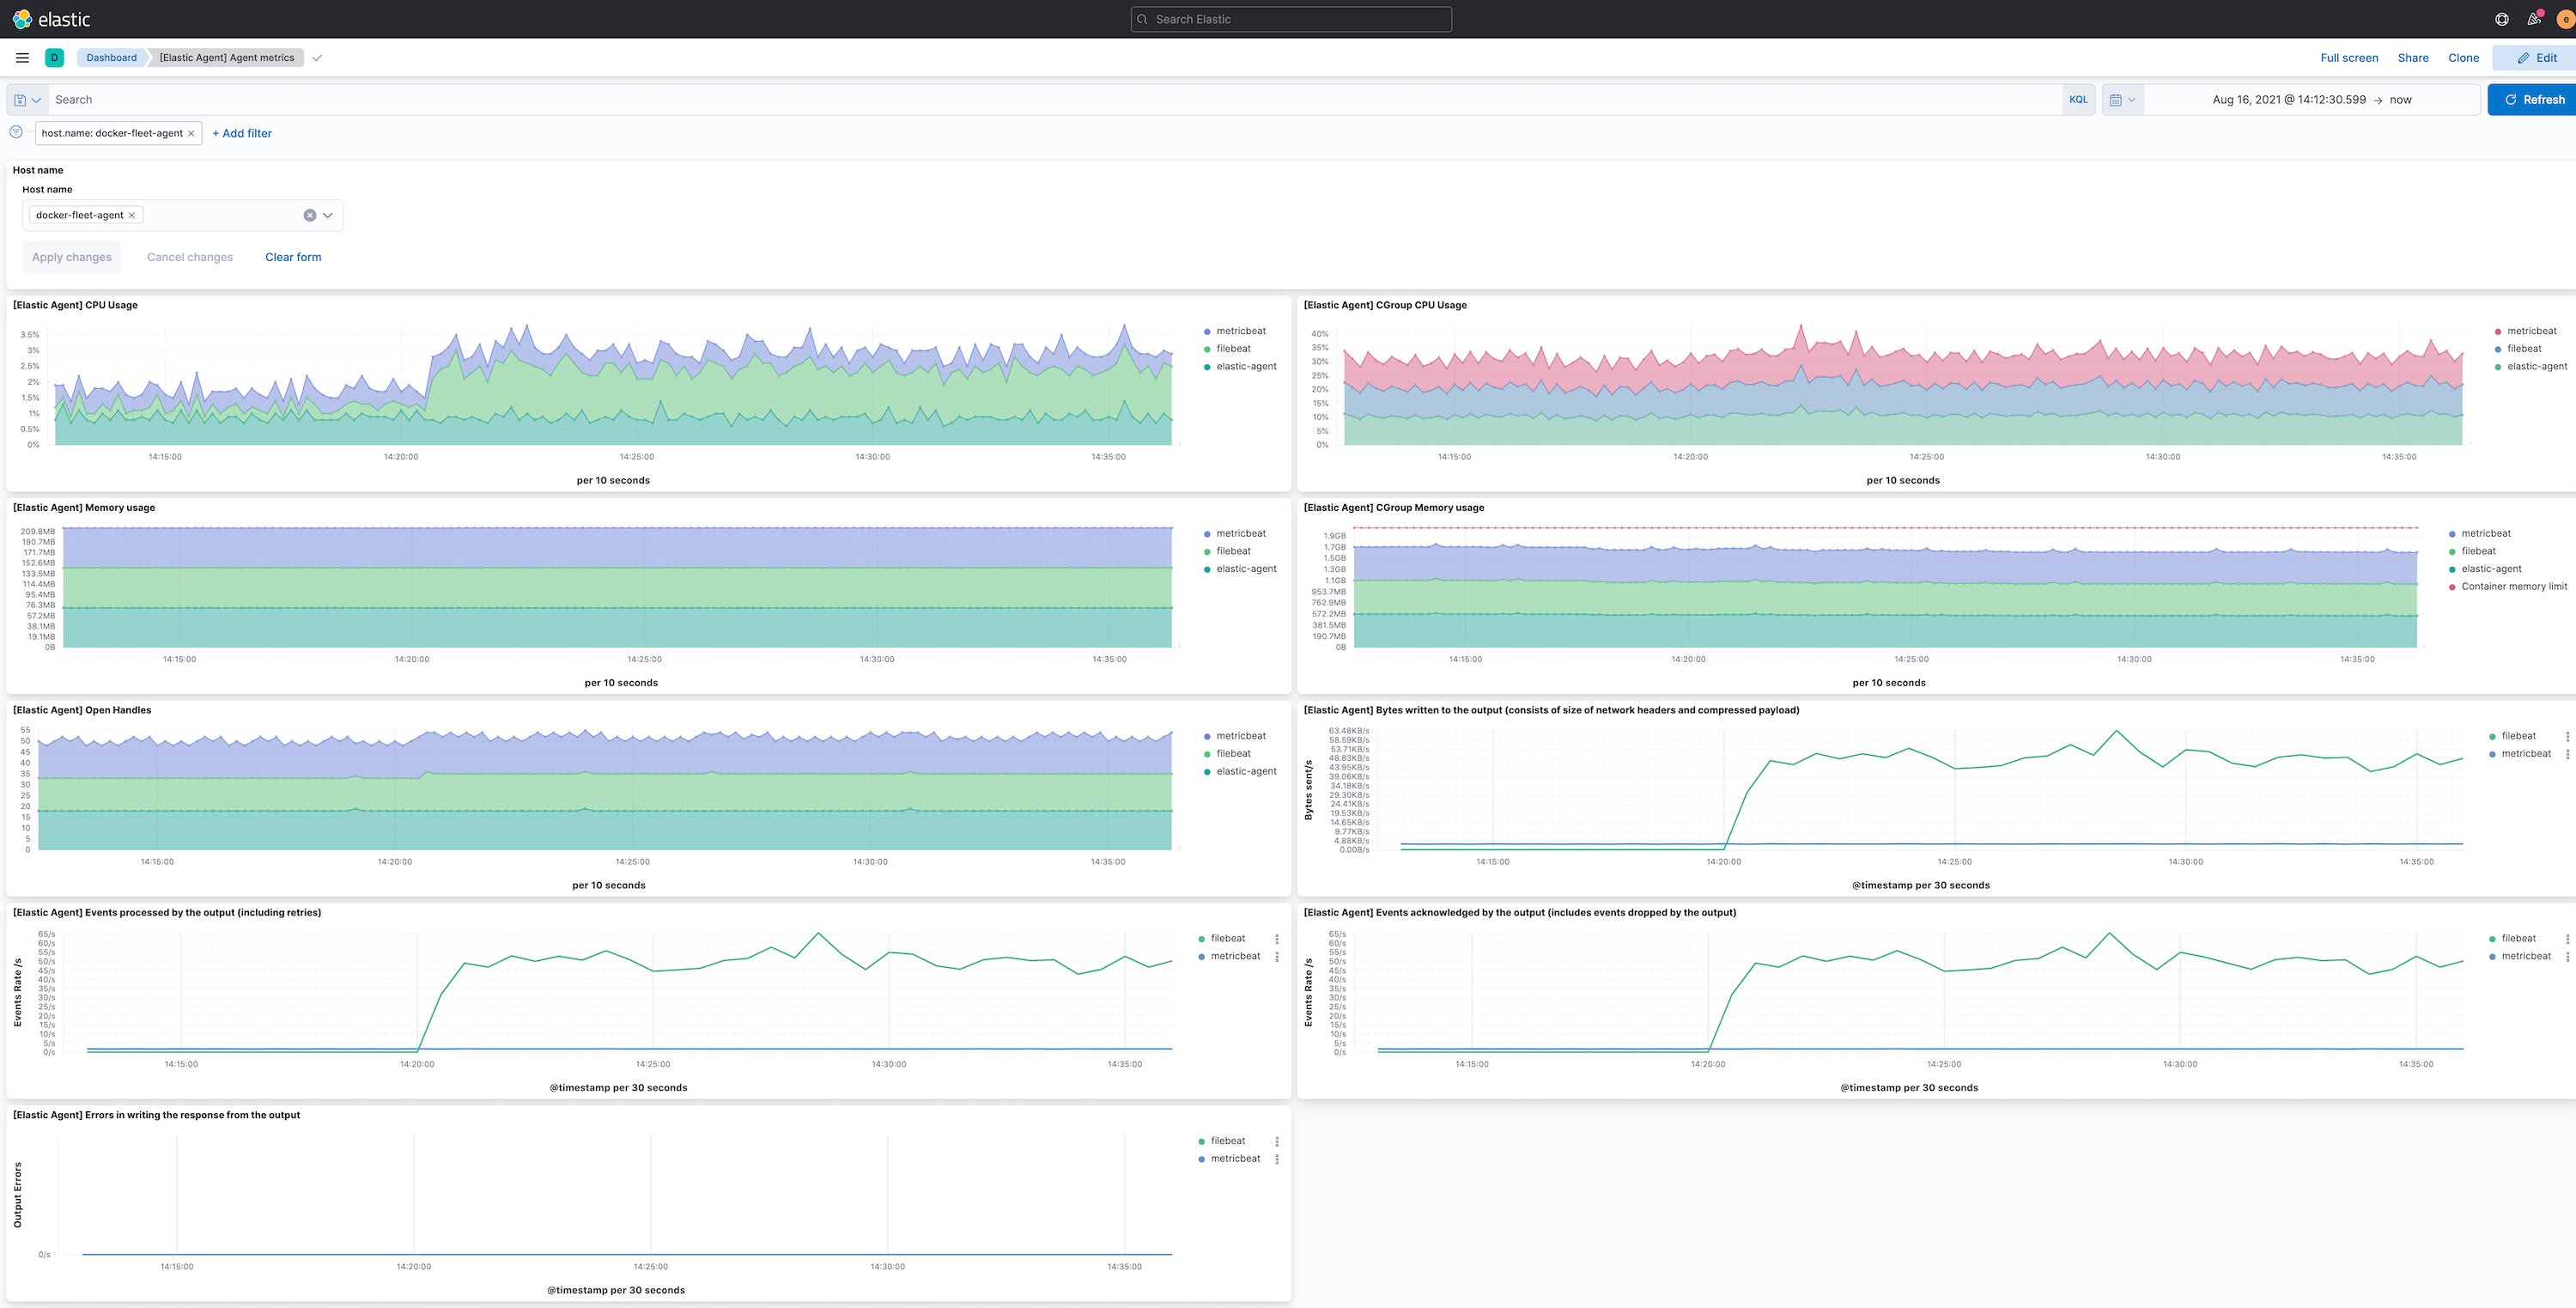 elastic
Search Elastic
e
D
Dashboard
[Elastic Agent] Agent metrics
Full screen
Share
Clone
Edit
Search
KQL
Aug 16, 2021 @ 14:12:30.599 → now
Refresh
host.name: docker-fleet-agent ×
+ Add filter
Host name
Host name
docker-fleet-agent ×
Apply changes
Cancel changes
Clear form
[Elastic Agent] CPU Usage
3.5%
3%
2.5%
2%
1.5%
1%
0.5%
0%
14:15:00
14:20:00
14:25:00
14:30:00
14:35:00
per 10 seconds
metricbeat
filebeat
elastic-agent
[Elastic Agent] CGroup CPU Usage
40%
35%
30%
25%
20%
15%
10%
5%
0%
14:15:00
14:20:00
14:25:00
14:30:00
14:35:00
per 10 seconds
metricbeat
filebeat
elastic-agent
[Elastic Agent] Memory usage
209.8MB
190.7MB
171.7MB
152.6MB
133.5MB
114.4MB
95.4MB
76.3MB
57.2MB
38.1MB
19.1MB
0B
14:15:00
14:20:00
14:25:00
14:30:00
14:35:00
per 10 seconds
metricbeat
filebeat
elastic-agent
[Elastic Agent] CGroup Memory usage
1.9GB
1.7GB
1.5GB
1.3GB
1.1GB
953.7MB
762.9MB
572.2MB
381.5MB
190.7MB
0B
14:15:00
14:20:00
14:25:00
14:30:00
14:35:00
per 10 seconds
metricbeat
filebeat
elastic-agent
Container memory limit
[Elastic Agent] Open Handles
55
50
45
40
35
30
25
20
15
10
5
0
14:15:00
14:20:00
14:25:00
14:30:00
14:35:00
per 10 seconds
metricbeat
filebeat
elastic-agent
[Elastic Agent] Bytes written to the output (consists of size of network headers and compressed payload)
Bytes sent/s
63.48KB/s
58.59KB/s
53.71KB/s
48.83KB/s
43.95KB/s
39.06KB/s
34.18KB/s
29.30KB/s
24.41KB/s
19.53KB/s
14.65KB/s
9.77KB/s
4.88KB/s
0.00B/s
14:15:00
14:20:00
14:25:00
14:30:00
14:35:00
@timestamp per 30 seconds
filebeat
metricbeat
[Elastic Agent] Events processed by the output (including retries)
Events Rate /s
65/s
60/s
55/s
50/s
45/s
40/s
35/s
30/s
25/s
20/s
15/s
10/s
5/s
0/s
14:15:00
14:20:00
14:25:00
14:30:00
14:35:00
@timestamp per 30 seconds
filebeat
metricbeat
[Elastic Agent] Events acknowledged by the output (includes events dropped by the output)
Events Rate /s
65/s
60/s
55/s
50/s
45/s
40/s
35/s
30/s
25/s
20/s
15/s
10/s
5/s
0/s
14:15:00
14:20:00
14:25:00
14:30:00
14:35:00
@timestamp per 30 seconds
filebeat
metricbeat
[Elastic Agent] Errors in writing the response from the output
Output Errors
0/s
14:15:00
14:20:00
14:25:00
14:30:00
14:35:00
@timestamp per 30 seconds
filebeat
metricbeat